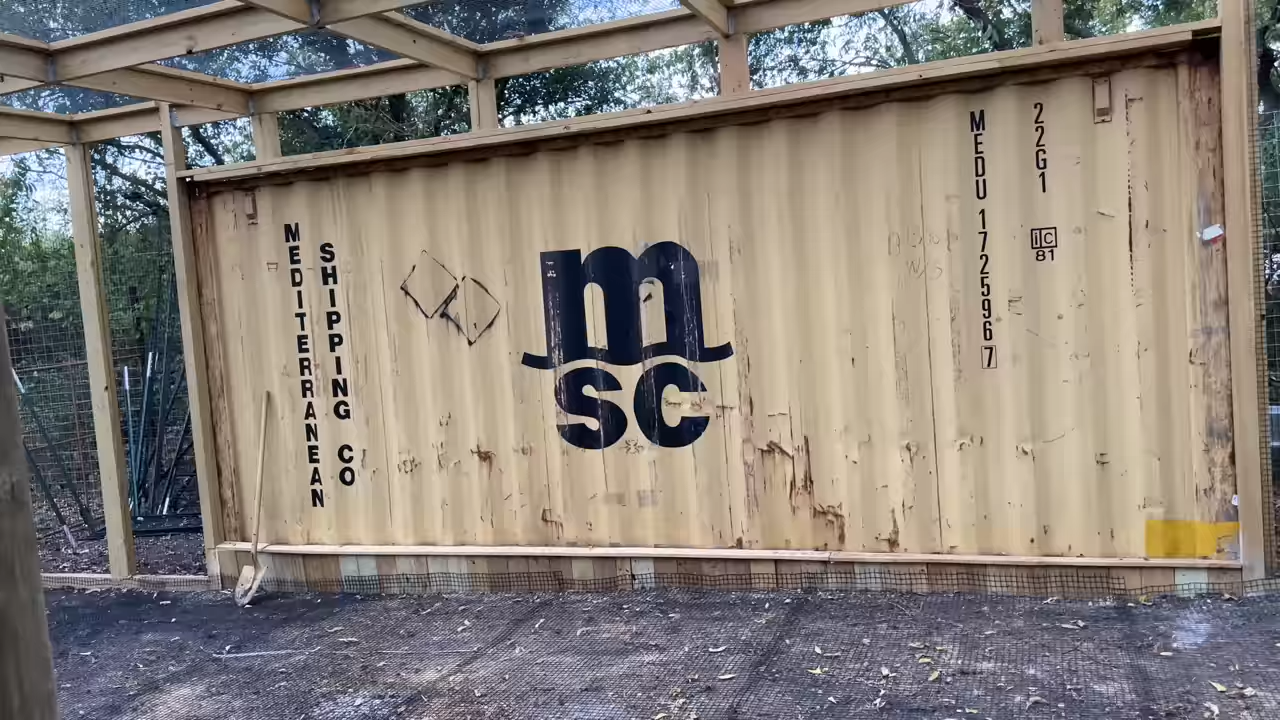 MEDITERRANEAN
SHIPPING CO
msc
MEDU 172596 7
22G1
ic
81